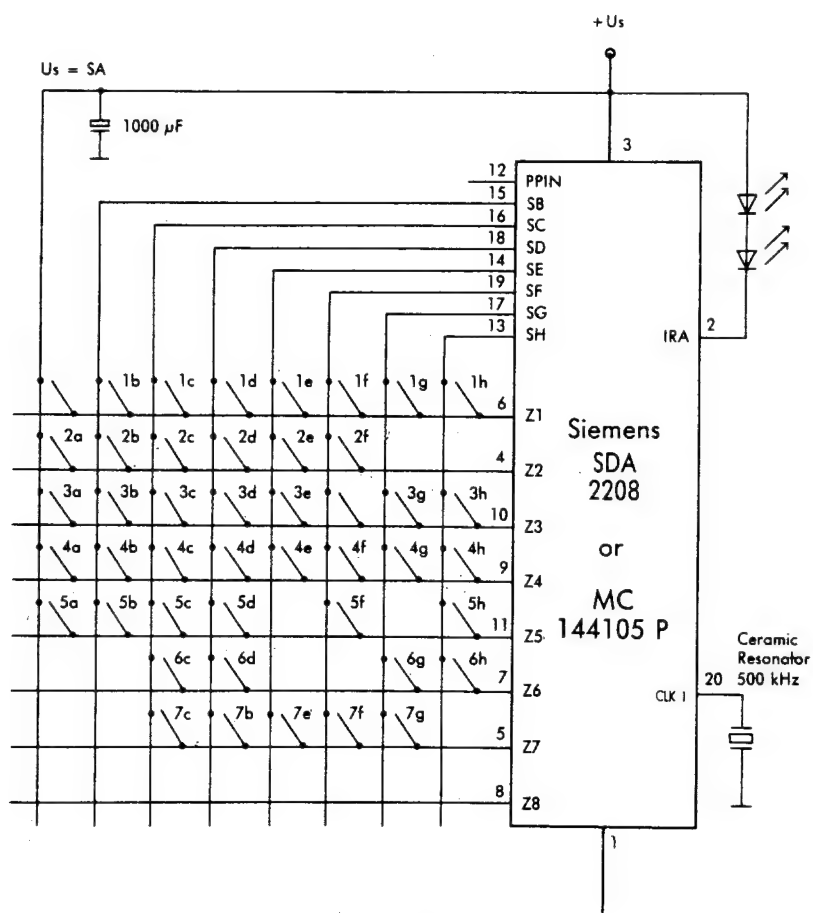 +Us
Us = SA
1000 µF
3
12 PPIN
15 SB
16 SC
18 SD
14 SE
19 SF
17 SG
13 SH
IRA 2
1b 1c 1d 1e 1f 1g 1h
6 Z1
2a 2b 2c 2d 2e 2f
4 Z2
3a 3b 3c 3d 3e 3g 3h
10 Z3
4a 4b 4c 4d 4e 4f 4g 4h
9 Z4
5a 5b 5c 5d 5f 5h
11 Z5
6c 6d 6g 6h
7 Z6
7c 7b 7e 7f 7g
5 Z7
8 Z8
Siemens
SDA
2208
or
MC
144105 P
Ceramic
Resonator
500 kHz
20
CLK I
1